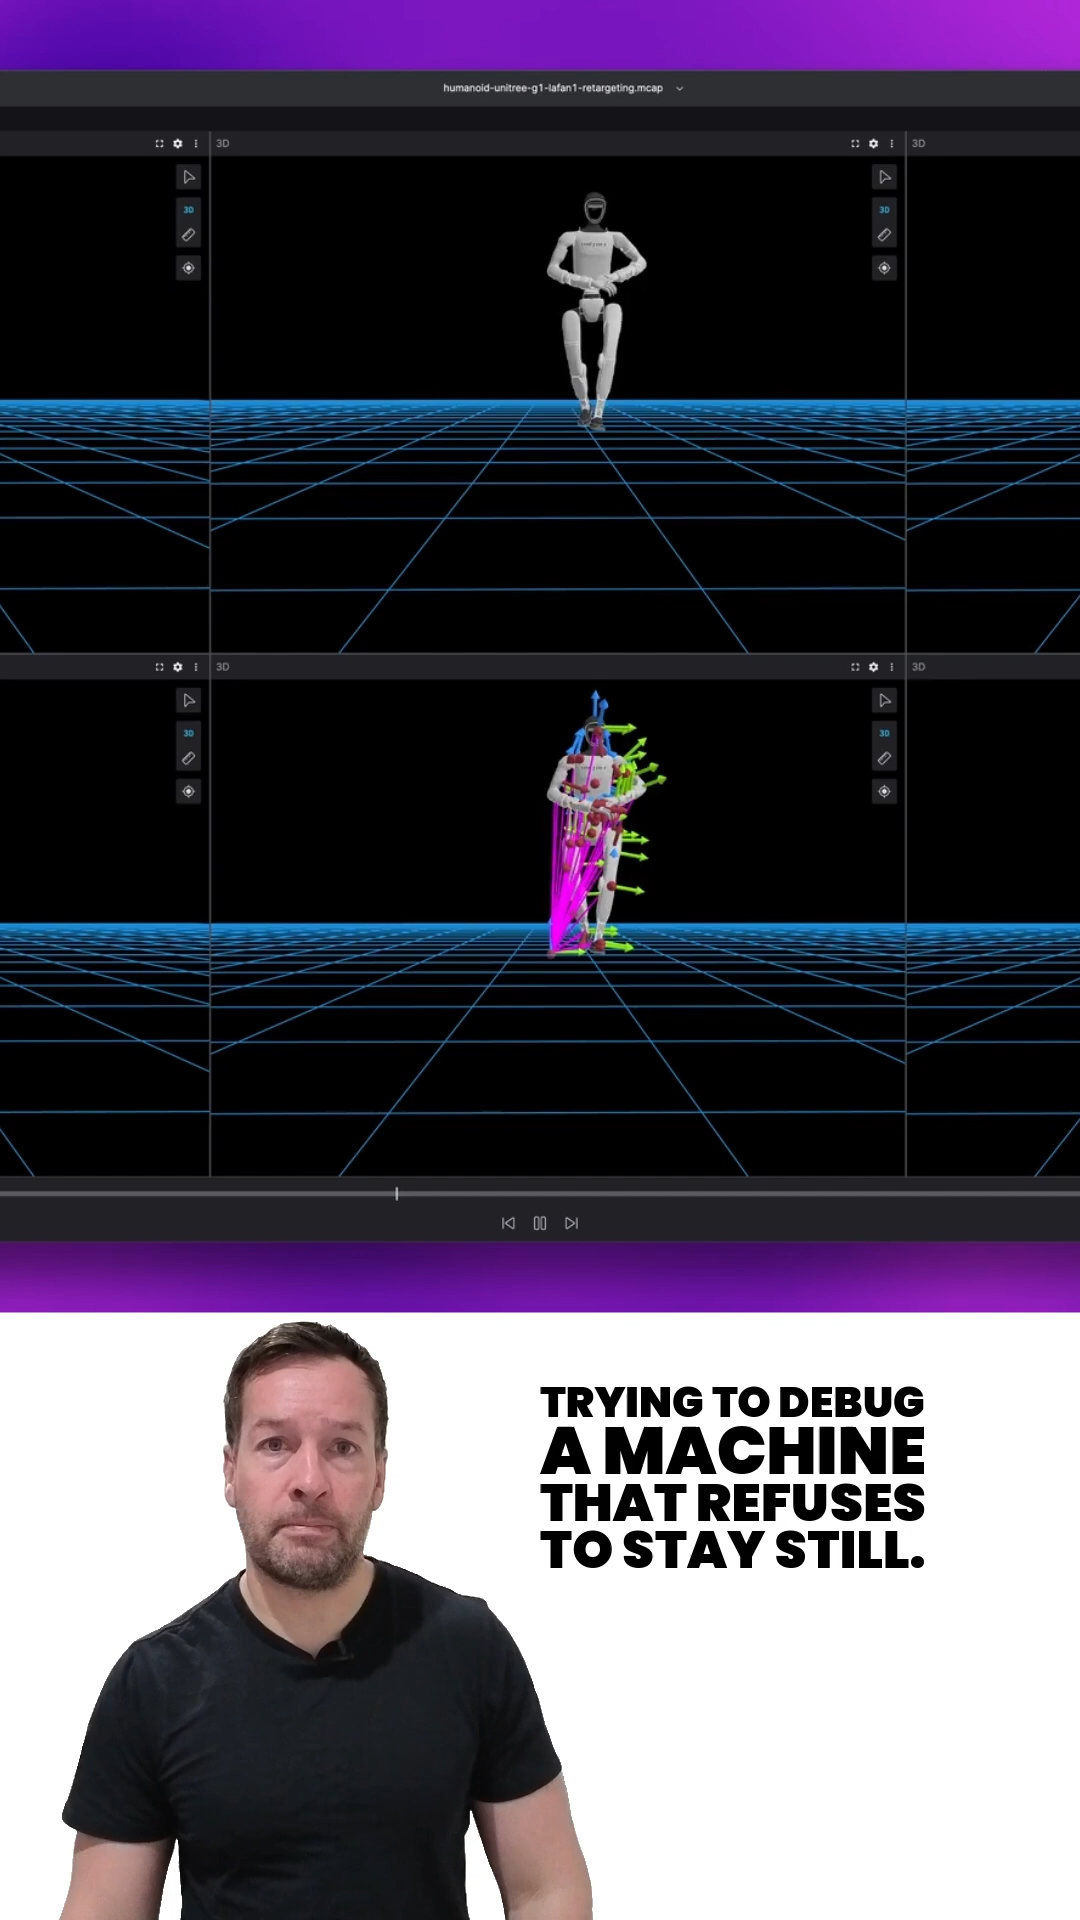 humanoid-unitree-g1-lafan1-retargeting.mcap
3D
3D
3D
3D
3D
3D
3D
3D
TRYING TO DEBUG
A MACHINE
THAT REFUSES
TO STAY STILL.